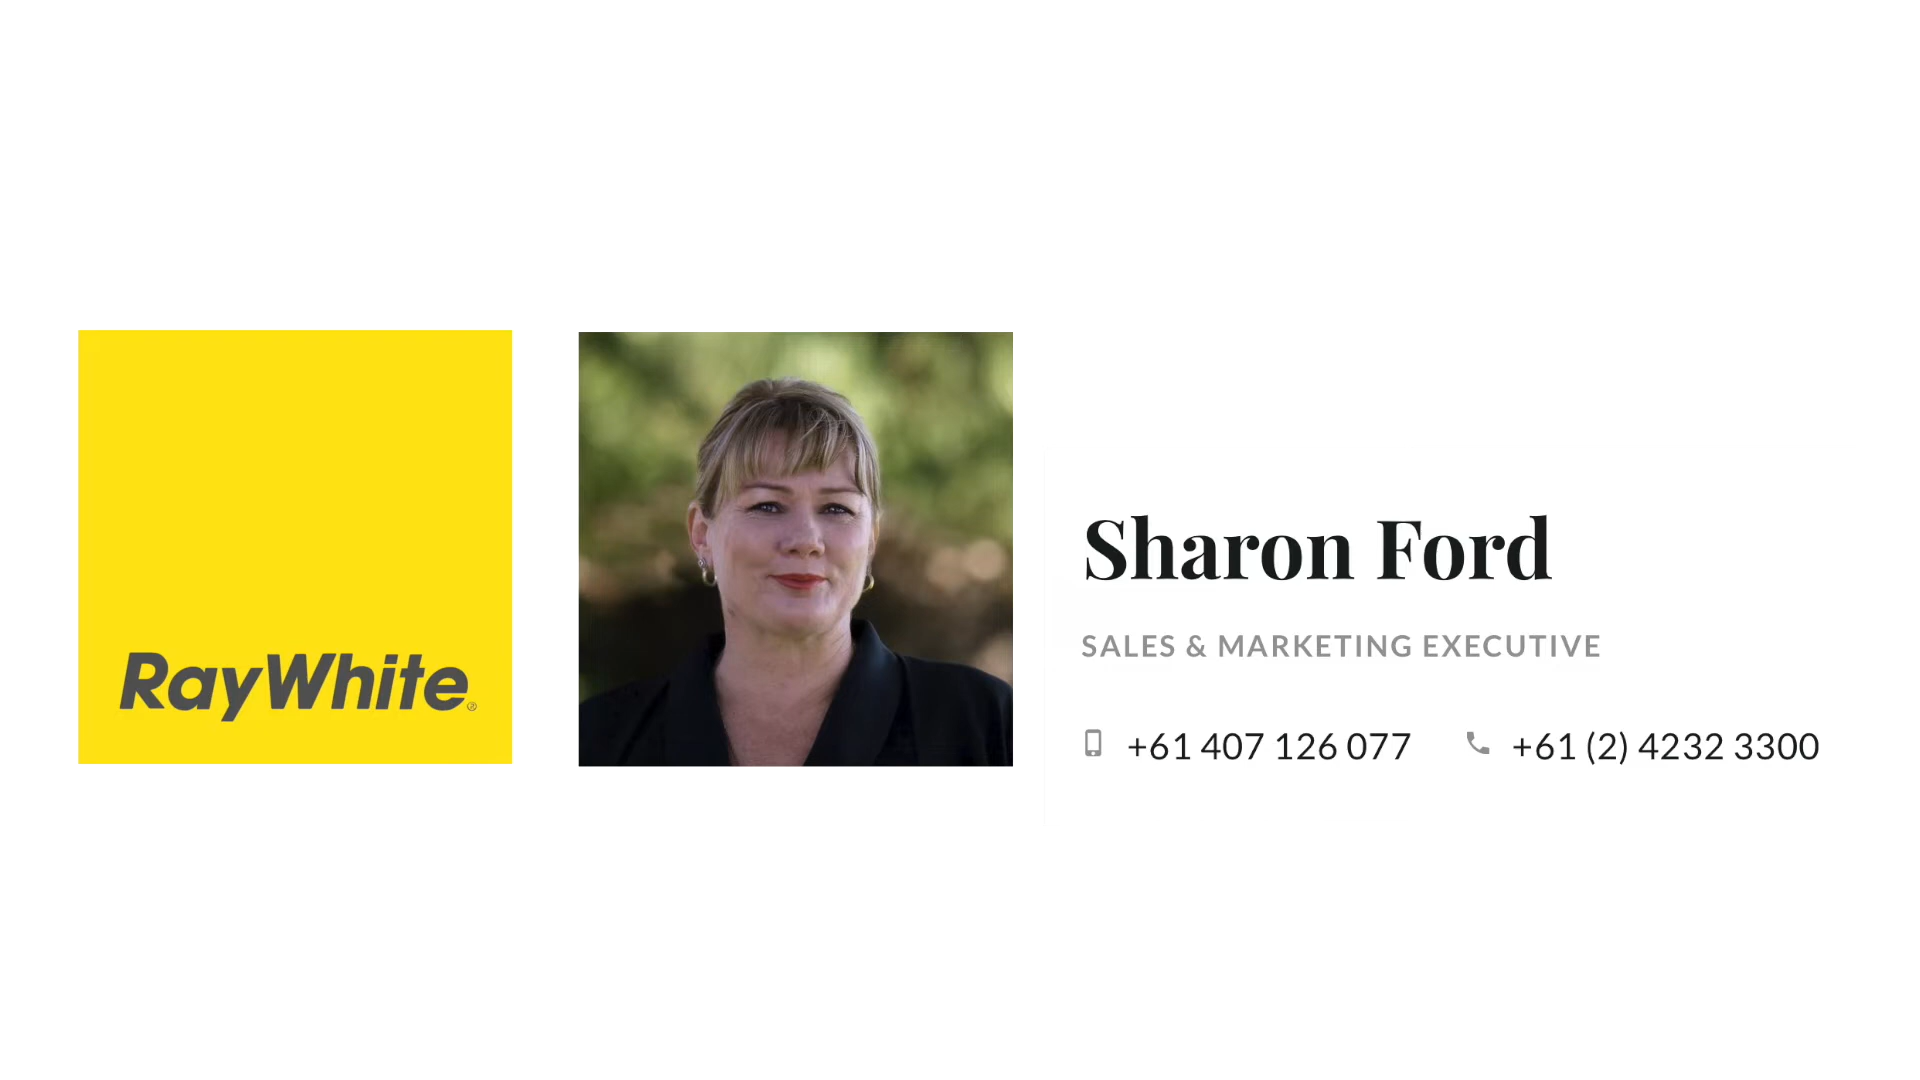 RayWhite®
Sharon Ford
SALES & MARKETING EXECUTIVE
+61 407 126 077
+61 (2) 4232 3300